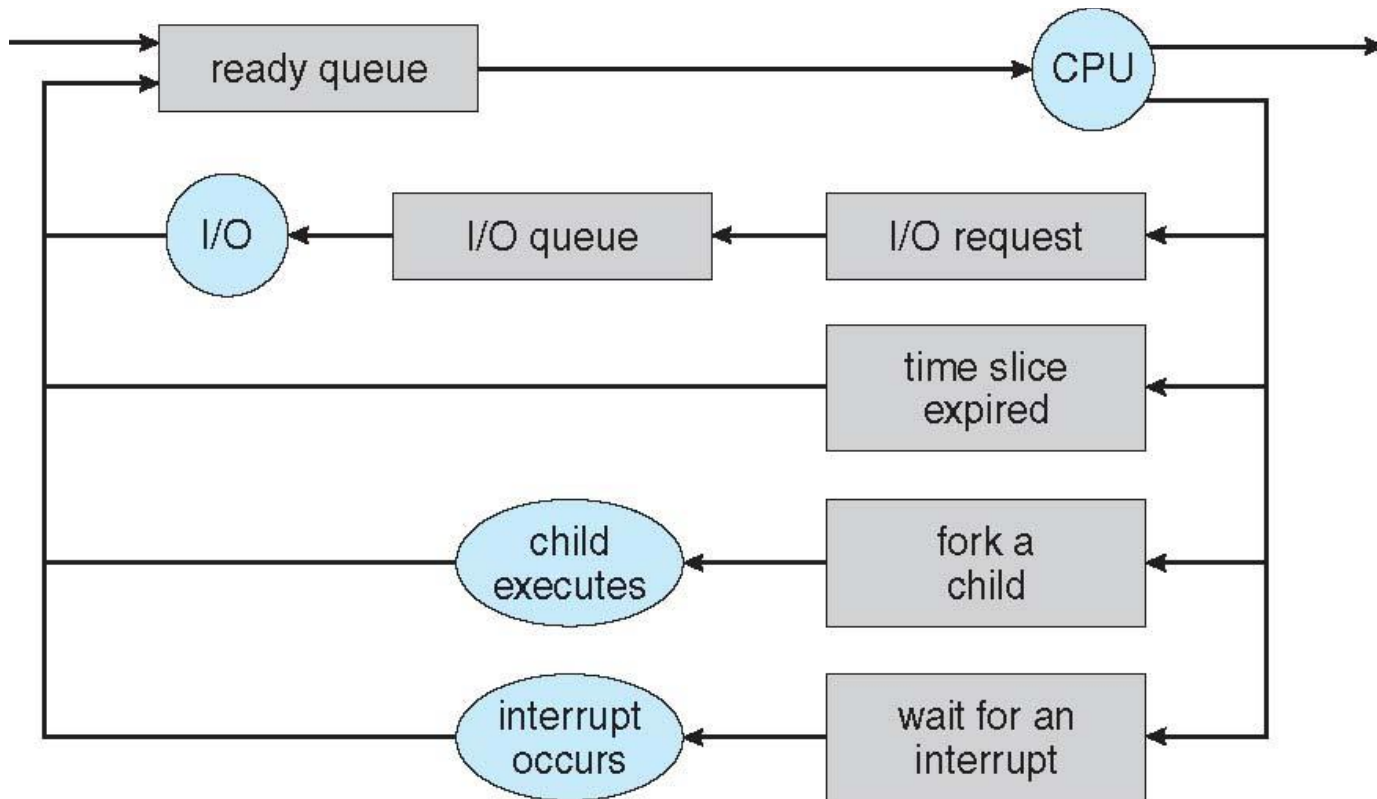 ready queue
CPU
I/O
I/O queue
I/O request
time slice
expired
child
executes
fork a
child
interrupt
occurs
wait for an
interrupt